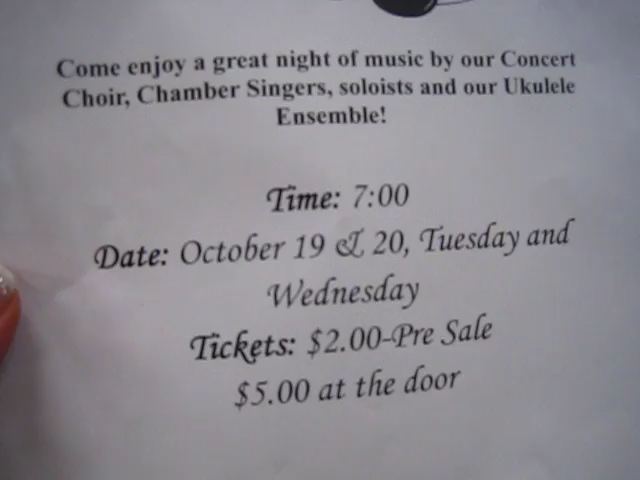 Come enjoy a great night of music by our Concert
Choir, Chamber Singers, soloists and our Ukulele
Ensemble!
Time: 7:00
Date: October 19 & 20, Tuesday and
Wednesday
Tickets: $2.00-Pre Sale
$5.00 at the door